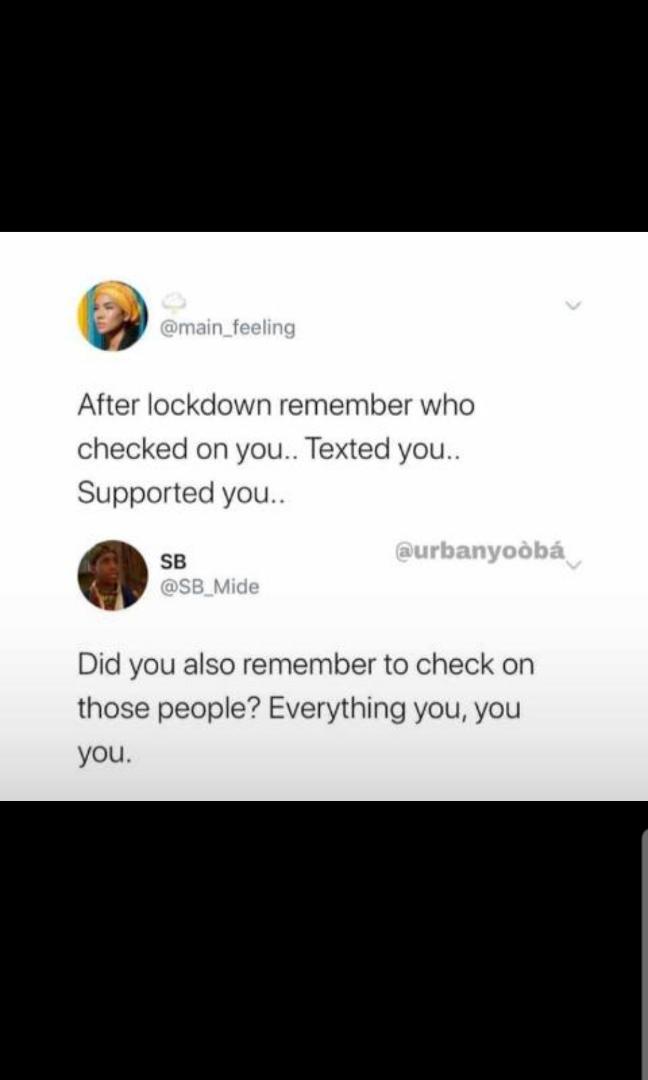 @main_feeling
After lockdown remember who
checked on you.. Texted you..
Supported you..
@urbanyoòbá
SB
@SB_Mide
Did you also remember to check on
those people? Everything you, you
you.